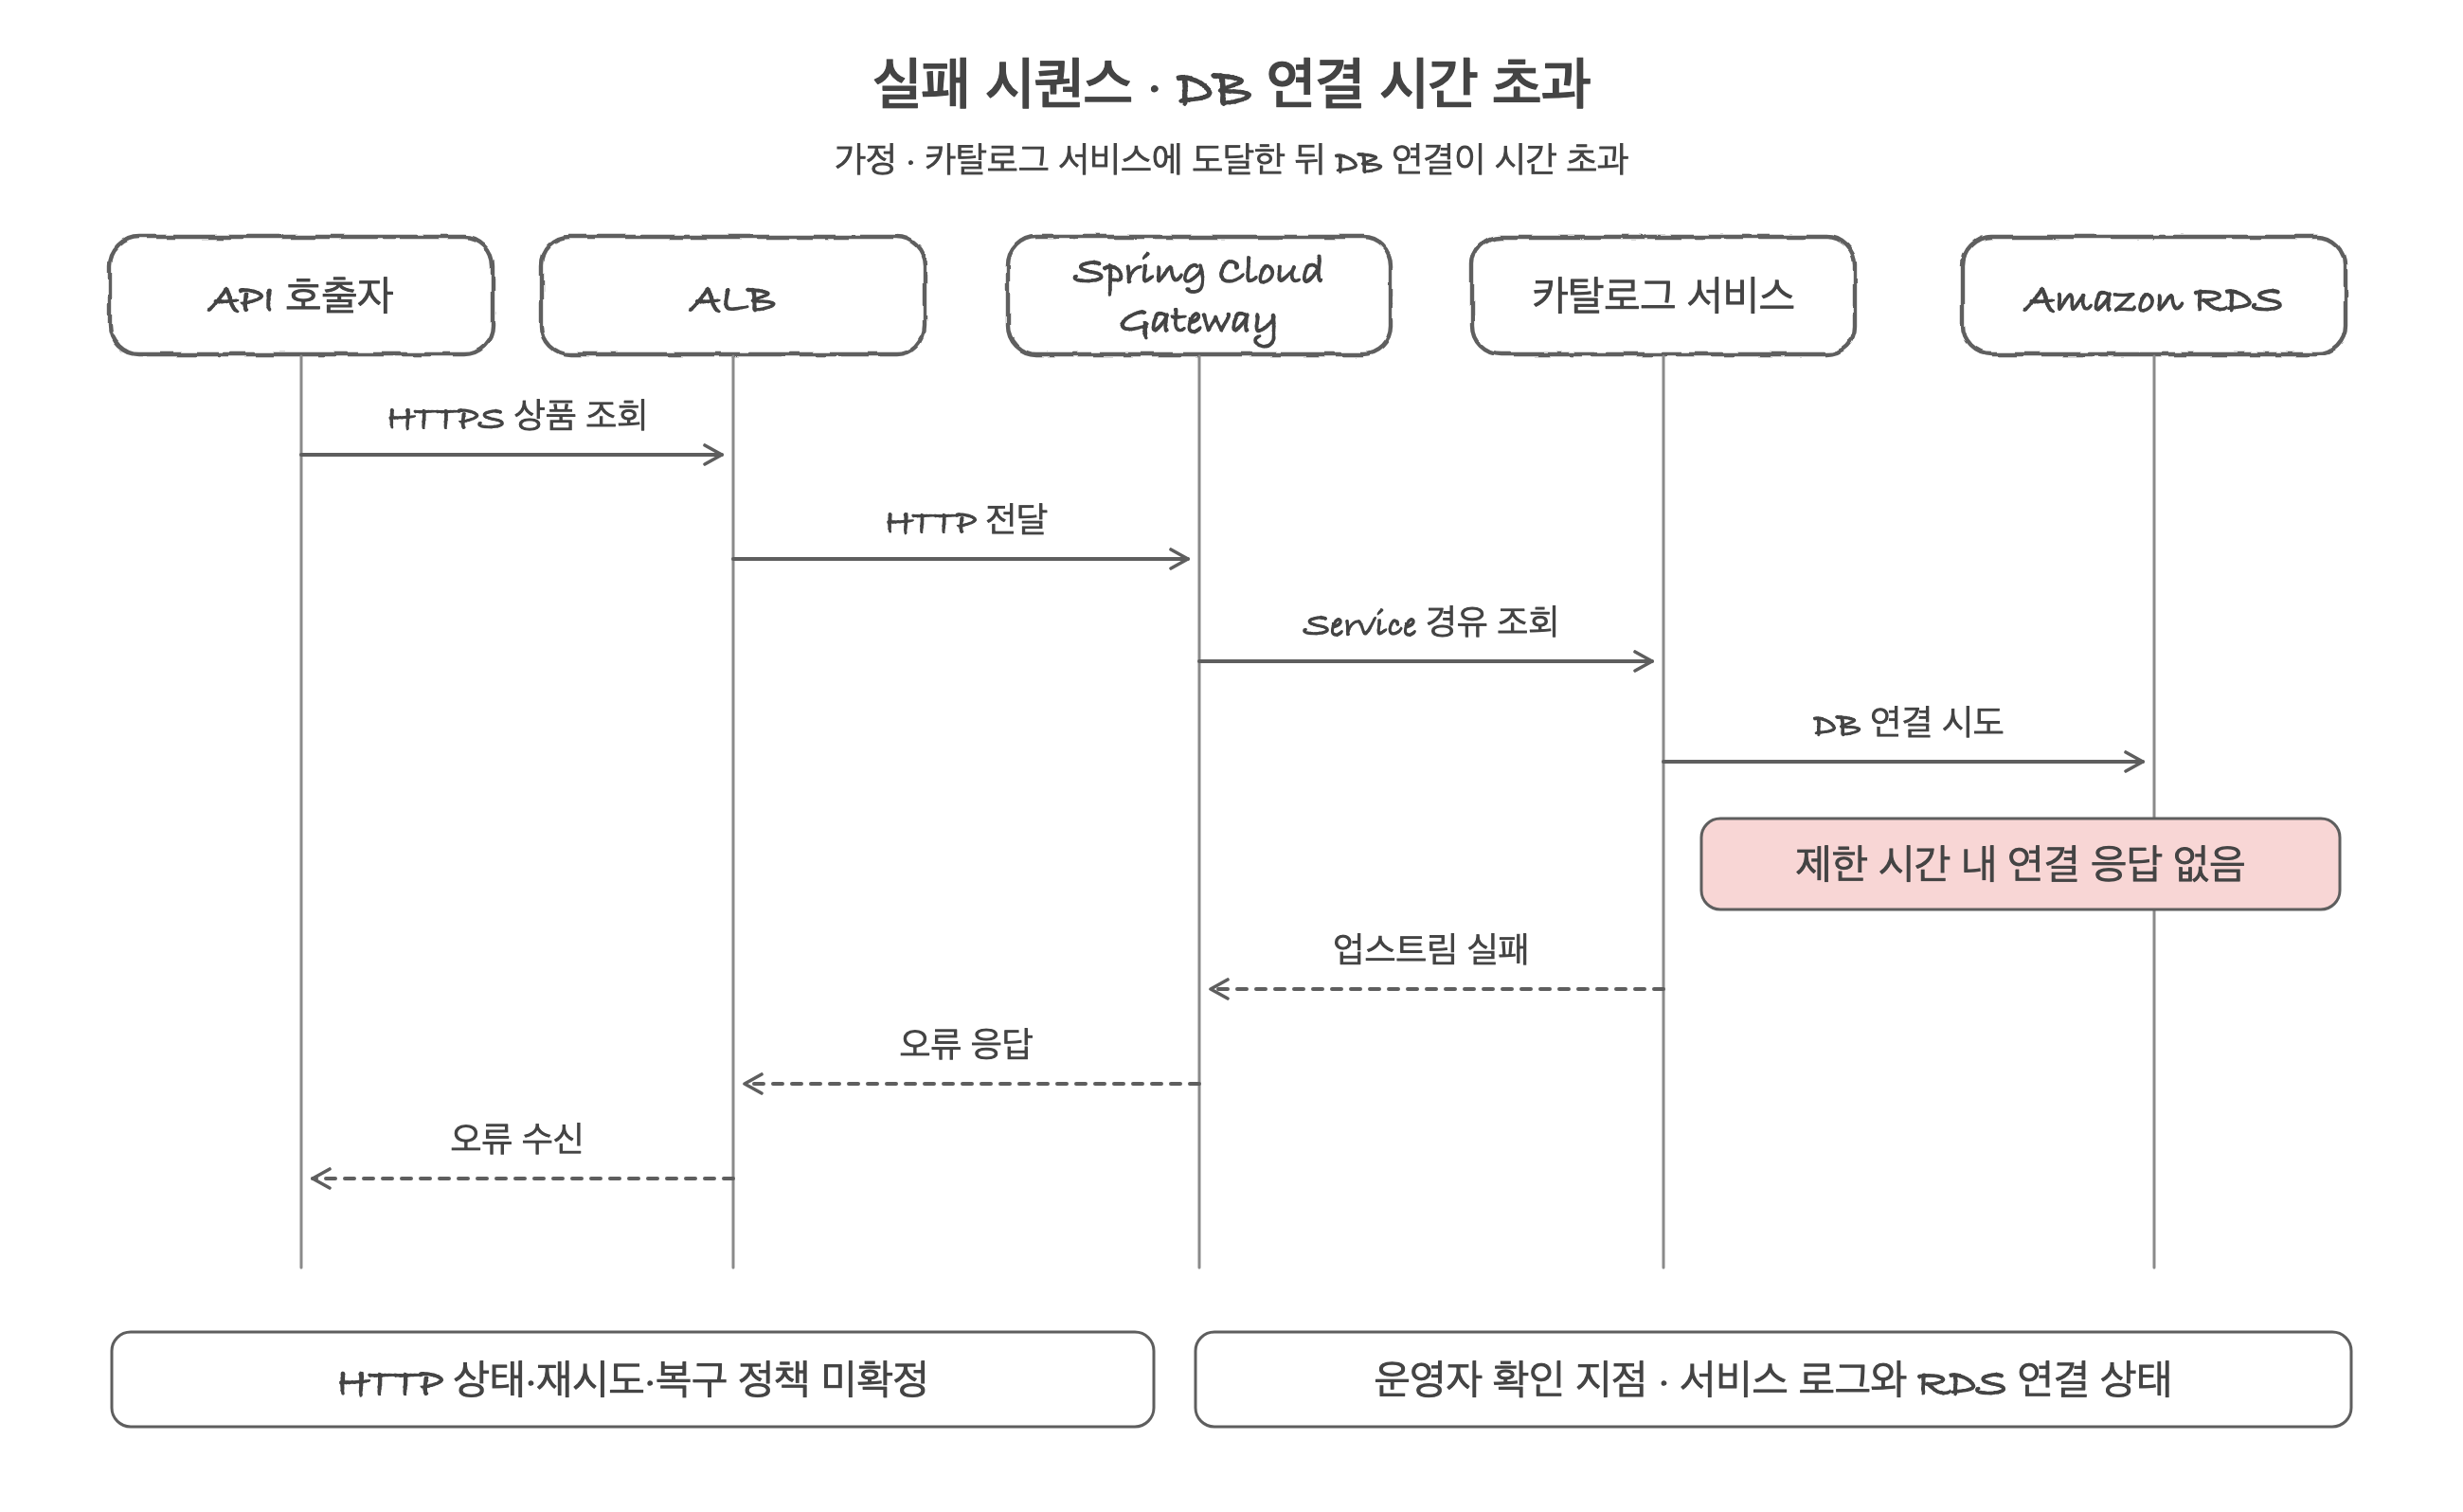 실패 시퀀스 · DB 연결 시간 초과
가정 · 카탈로그 서비스에 도달한 뒤 DB 연결이 시간 초과
API 호출자
ALB
Spring Cloud
Gateway
카탈로그 서비스
Amazon RDS
HTTPS 상품 조회
HTTP 전달
Service 경유 조회
DB 연결 시도
제한 시간 내 연결 응답 없음
업스트림 실패
오류 응답
오류 수신
HTTP 상태·재시도·복구 정책 미확정
운영자 확인 지점 · 서비스 로그와 RDS 연결 상태